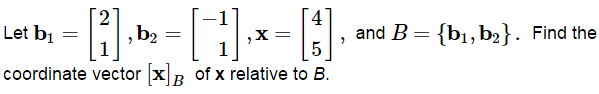 Let b₁ = [2 1], b₂ = [−1 1], x = [4 5], and B = {b₁, b₂}. Find the
coordinate vector [x]_B of x relative to B.